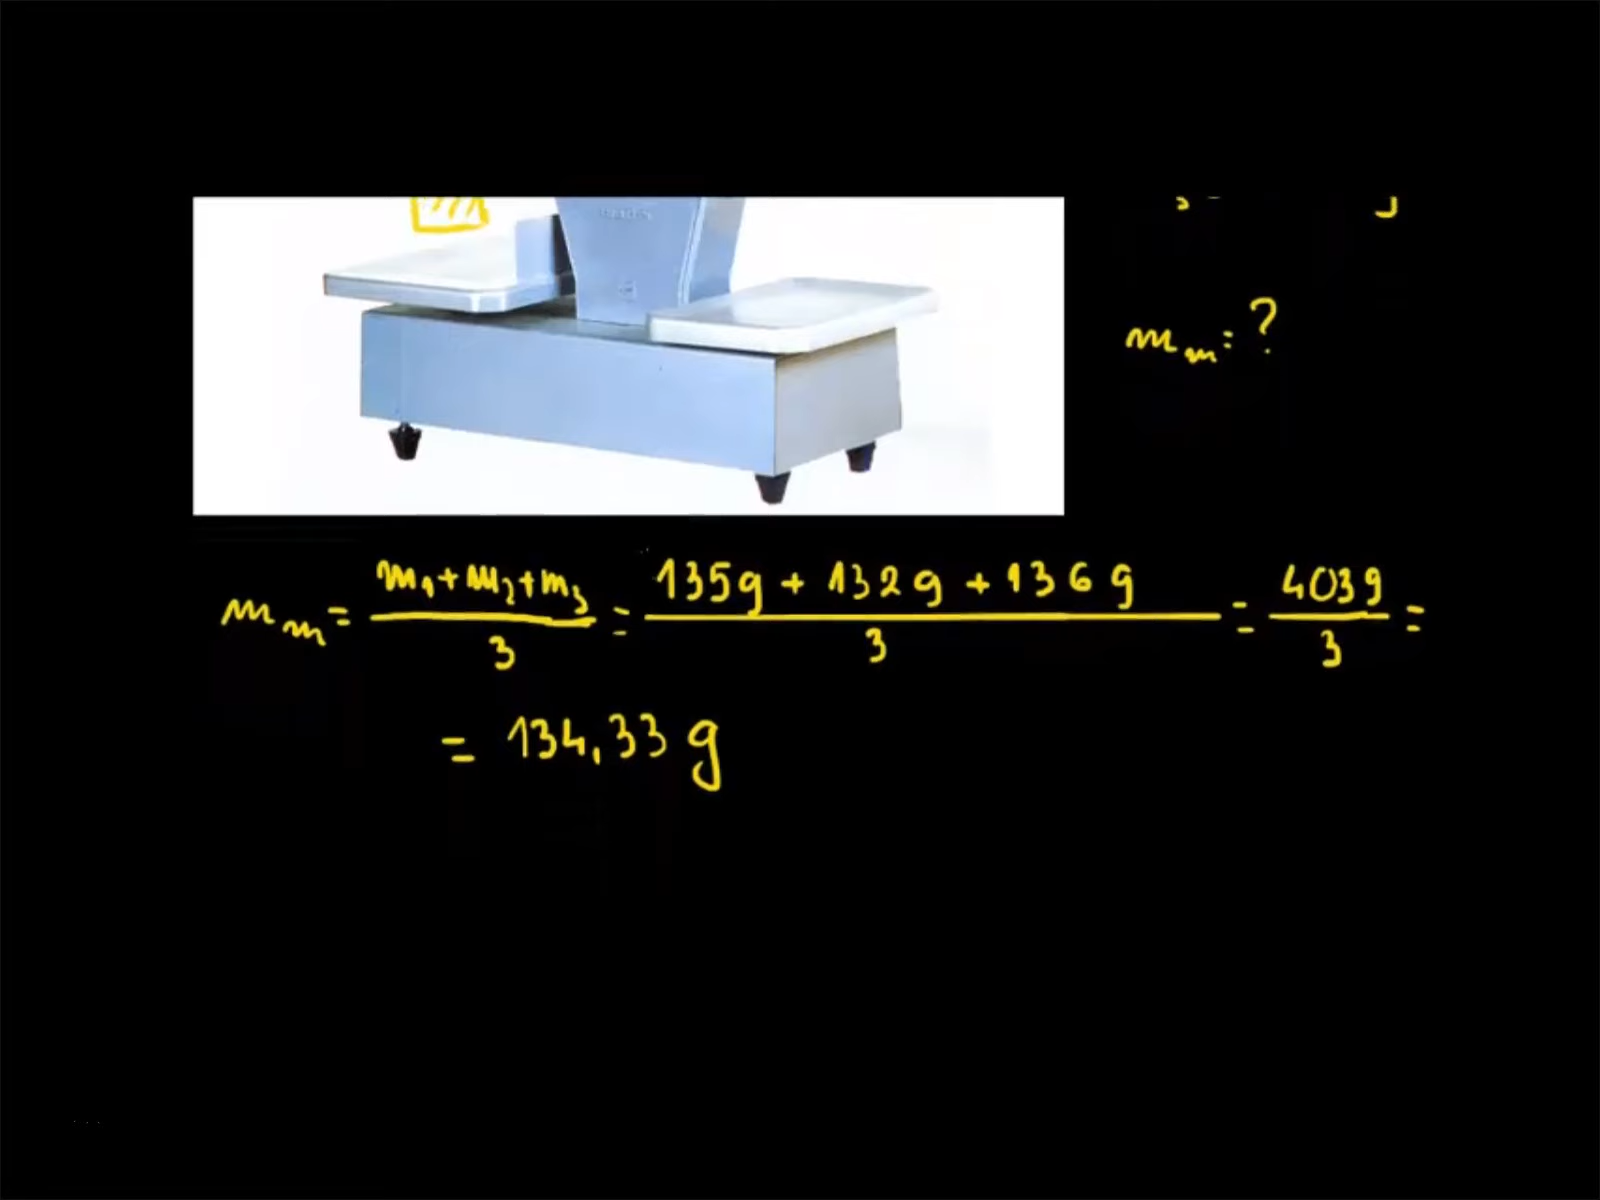 m_m = ?
m_m = (m_1 + m_2 + m_3) / 3 = (135g + 132g + 136g) / 3 = 403g / 3 =
= 134,33 g